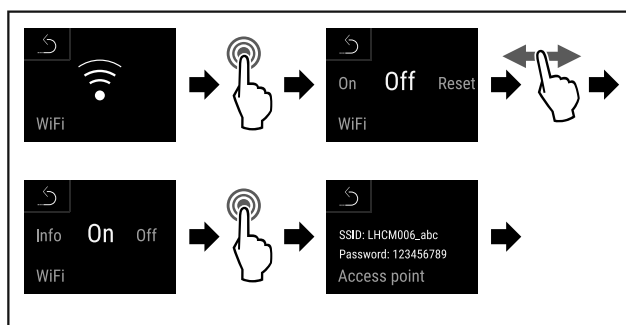 WiFi
On Off Reset
WiFi
Info On Off
WiFi
SSID: LHCM006_abc
Password: 123456789
Access point